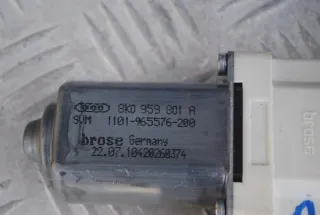 8K0 959 801 A
SUM 1101-965576-200
brose Germany
22.07.10420260374
brose